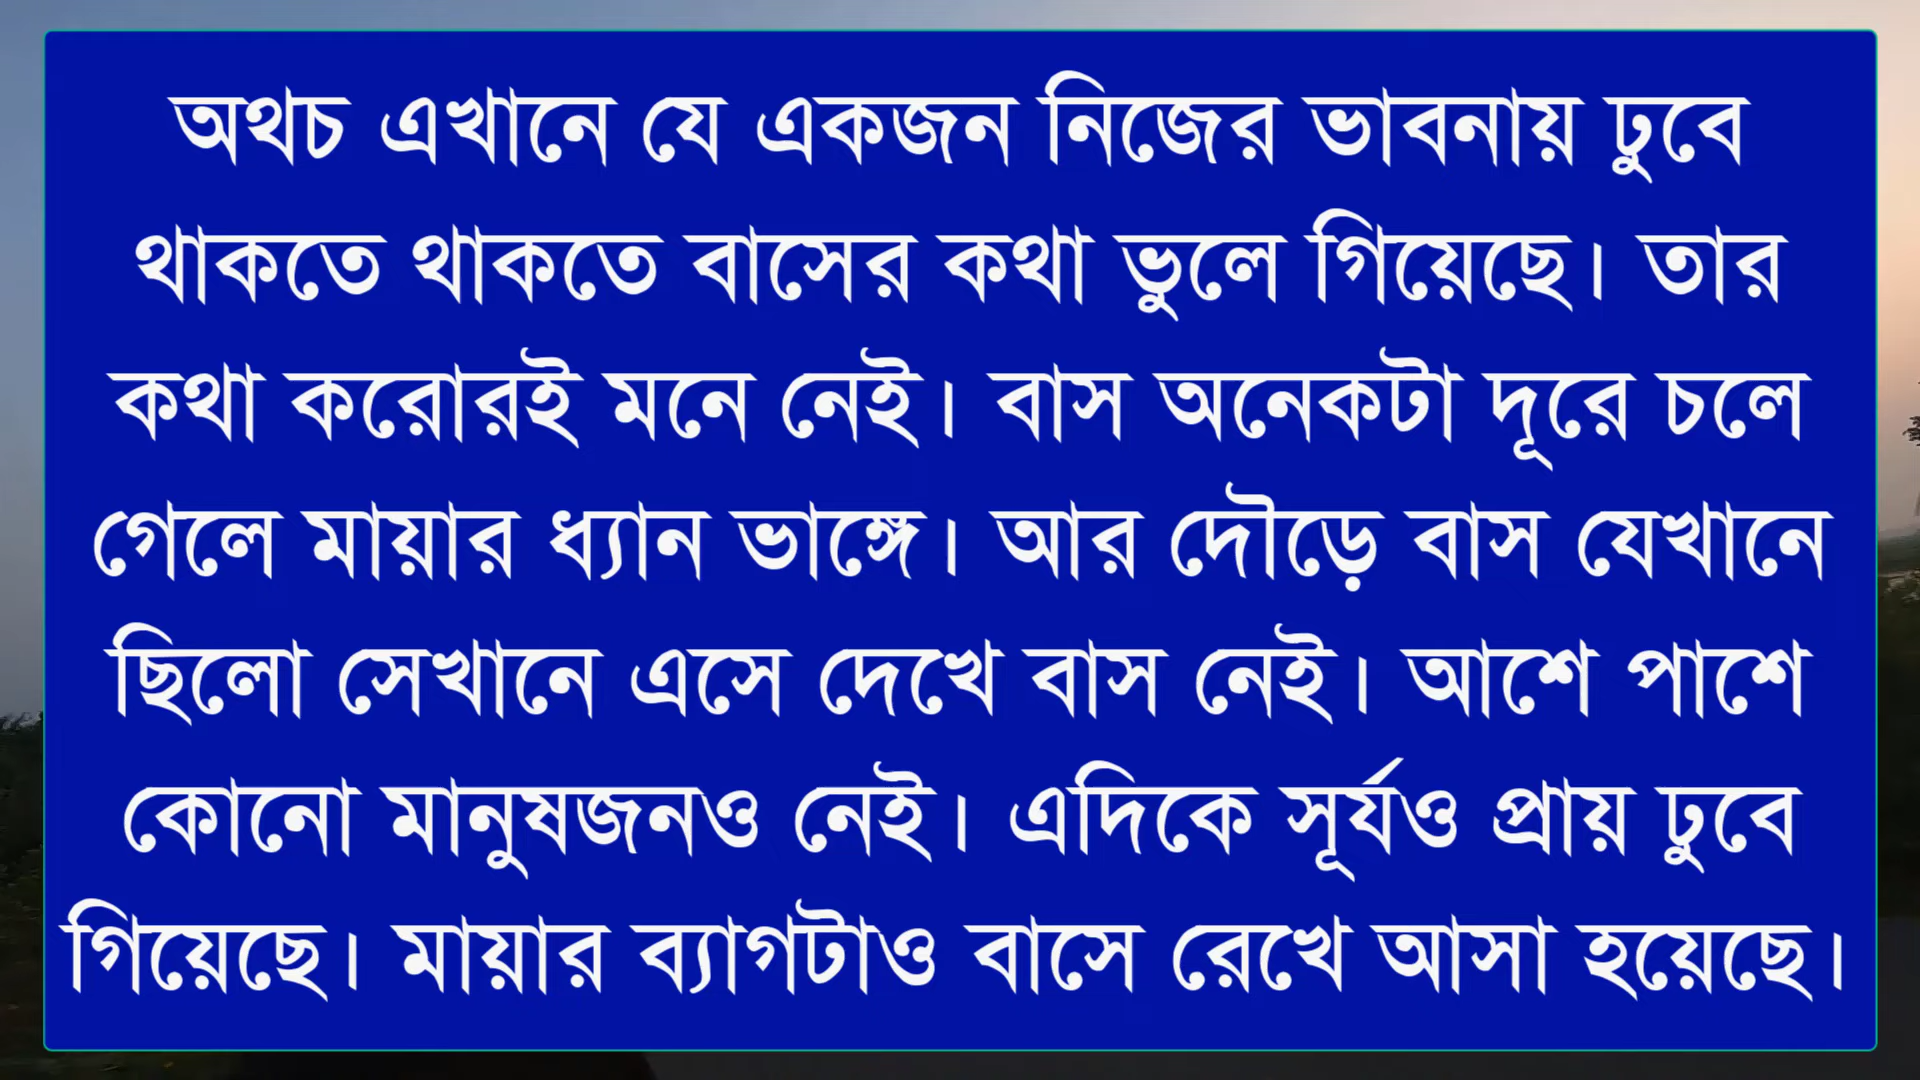 অথচ এখানে যে একজন নিজের ভাবনায় ঢুবে
থাকতে থাকতে বাসের কথা ভুলে গিয়েছে। তার
কথা করোরই মনে নেই। বাস অনেকটা দূরে চলে
গেলে মায়ার ধ্যান ভাঙ্গে। আর দৌড়ে বাস যেখানে
ছিলো সেখানে এসে দেখে বাস নেই। আশে পাশে
কোনো মানুষজনও নেই। এদিকে সূর্যও প্রায় ঢুবে
গিয়েছে। মায়ার ব্যাগটাও বাসে রেখে আসা হয়েছে।